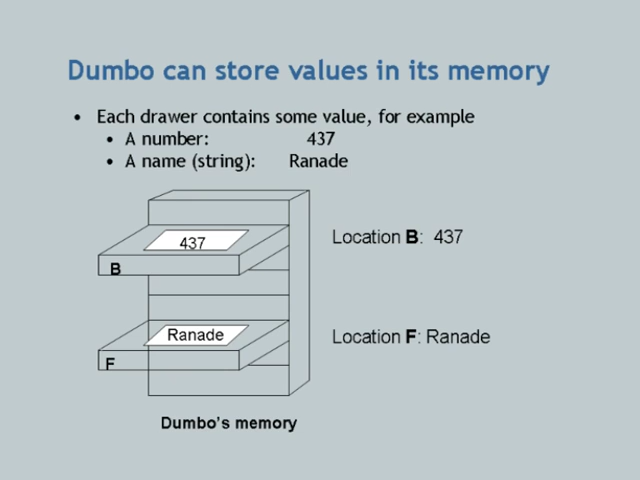 Dumbo can store values in its memory
• Each drawer contains some value, for example
• A number: 437
• A name (string): Ranade
437
Location B: 437
B
Ranade
Location F: Ranade
F
Dumbo's memory